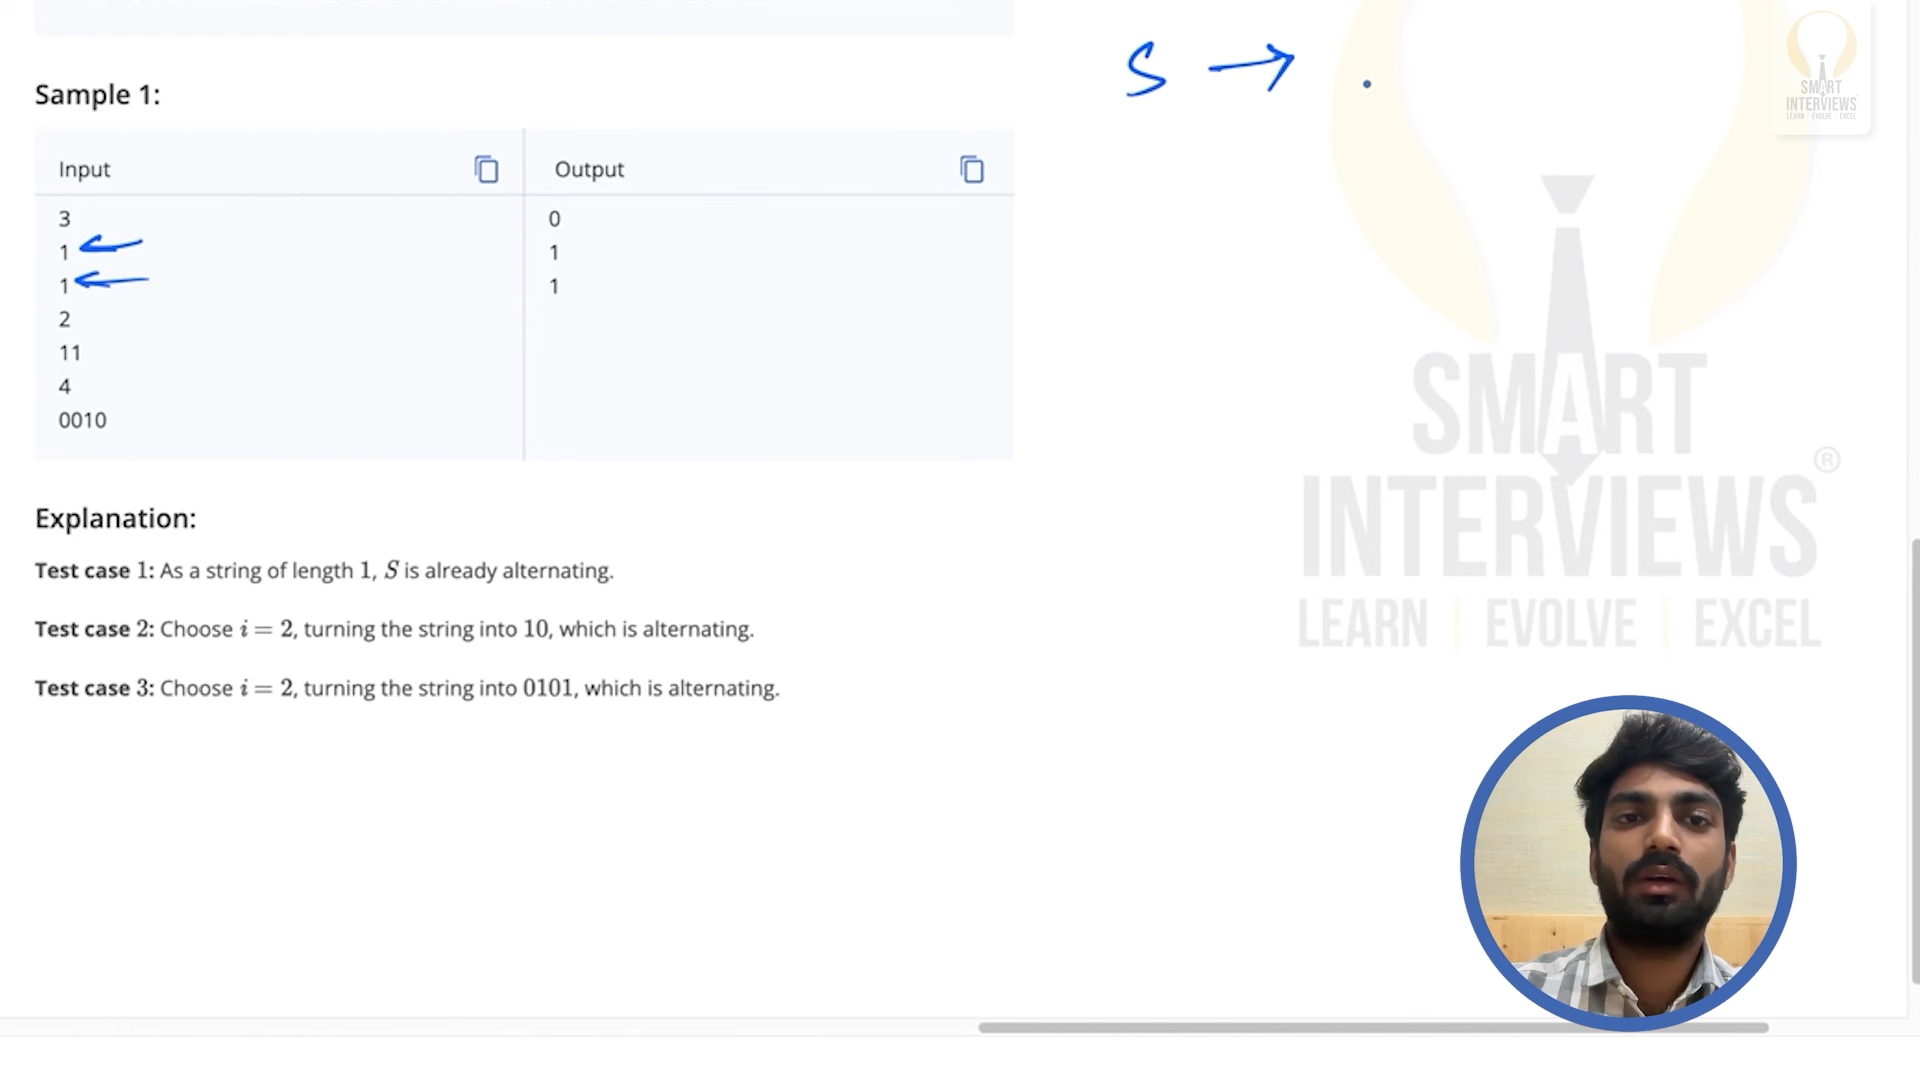 S →
SMART
INTERVIEWS
LEARN | EVOLVE | EXCEL
Sample 1:
Input
Output
3
1
1
2
11
4
0010
0
1
1
Explanation:
Test case 1: As a string of length 1, S is already alternating.
Test case 2: Choose i = 2, turning the string into 10, which is alternating.
Test case 3: Choose i = 2, turning the string into 0101, which is alternating.
SMART
INTERVIEWS®
LEARN | EVOLVE | EXCEL